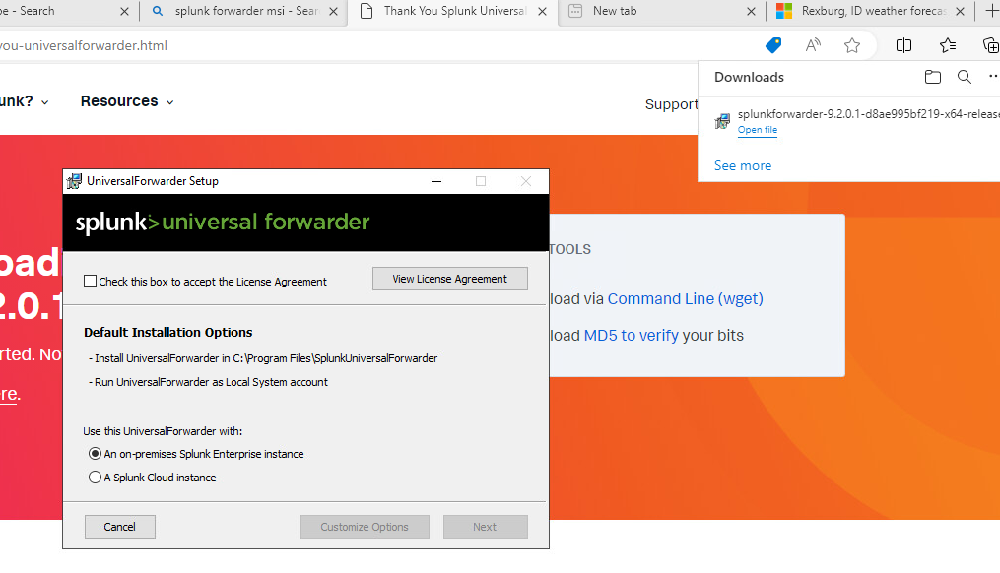 be - Search
splunk forwarder msi - Sear
Thank You Splunk Universal
New tab
Rexburg, ID weather forecas
you-universalforwarder.html
unk?
Resources
Support
Downloads
splunkforwarder-9.2.0.1-d8ae995bf219-x64-release
Open file
See more
UniversalForwarder Setup
splunk>universal forwarder
Check this box to accept the License Agreement
View License Agreement
Default Installation Options
- Install UniversalForwarder in C:\Program Files\SplunkUniversalForwarder
- Run UniversalForwarder as Local System account
Use this UniversalForwarder with:
An on-premises Splunk Enterprise instance
A Splunk Cloud instance
Cancel
Customize Options
Next
oad
2.0.1
rted. No
re.
TOOLS
load via Command Line (wget)
load MD5 to verify your bits